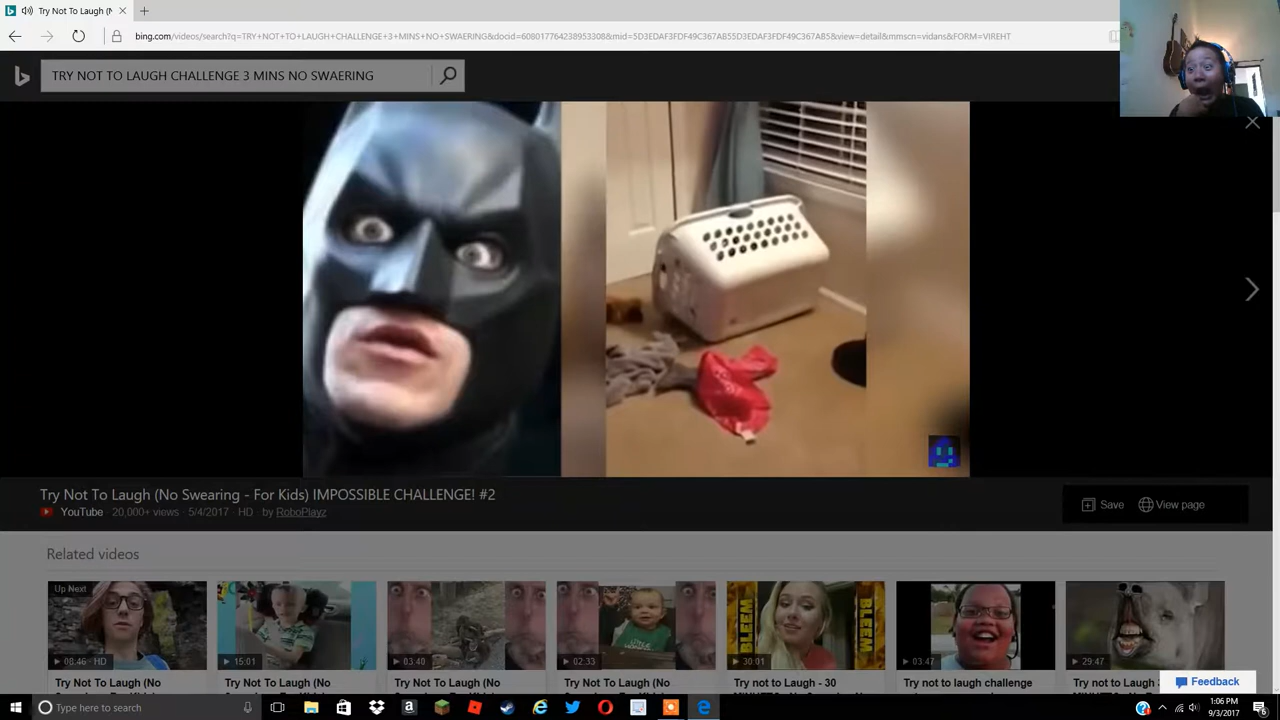 Try Not To Laugh (N
bing.com/videos/search?q=TRY+NOT+TO+LAUGH+CHALLENGE+3+MINS+NO+SWAERING&docid=608017764238953308&mid=5D3EDAF3FDF49C367AB55D3EDAF3FDF49C367AB5&view=detail&mmscn=vidans&FORM=VIREHT
TRY NOT TO LAUGH CHALLENGE 3 MINS NO SWAERING
Try Not To Laugh (No Swearing - For Kids) IMPOSSIBLE CHALLENGE! #2
YouTube · 20,000+ views · 5/4/2017 · HD · by RoboPlayz
Save
View page
Related videos
Up Next
BLEEM
BLEEM
08:46 · HD
15:01
03:40
02:33
30:01
03:47
29:47
Try Not To Laugh (No
Try Not To Laugh (No
Try Not To Laugh (No
Try Not To Laugh (No
Try not to Laugh - 30
Try not to laugh challenge
Try not to Laugh
Feedback
Type here to search
1:06 PM
9/3/2017